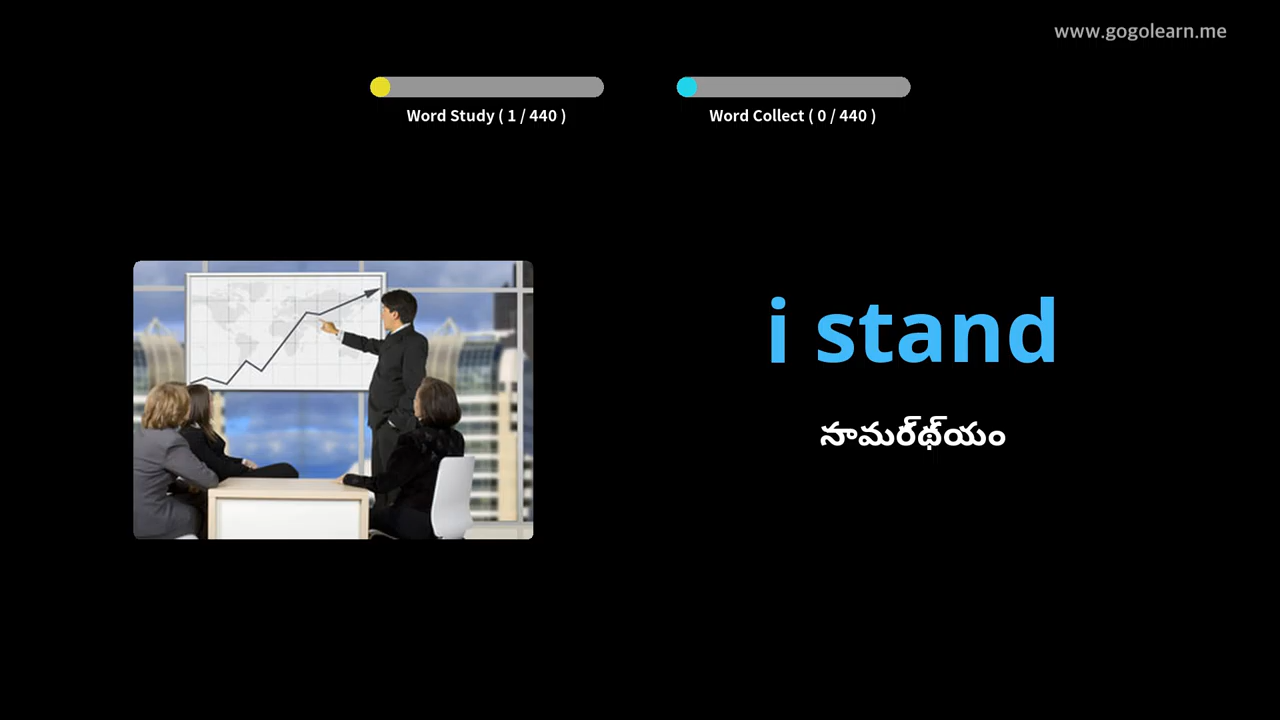 www.gogolearn.me
Word Study ( 1 / 440 )
Word Collect ( 0 / 440 )
i stand
నామర్‌థ్‌యం